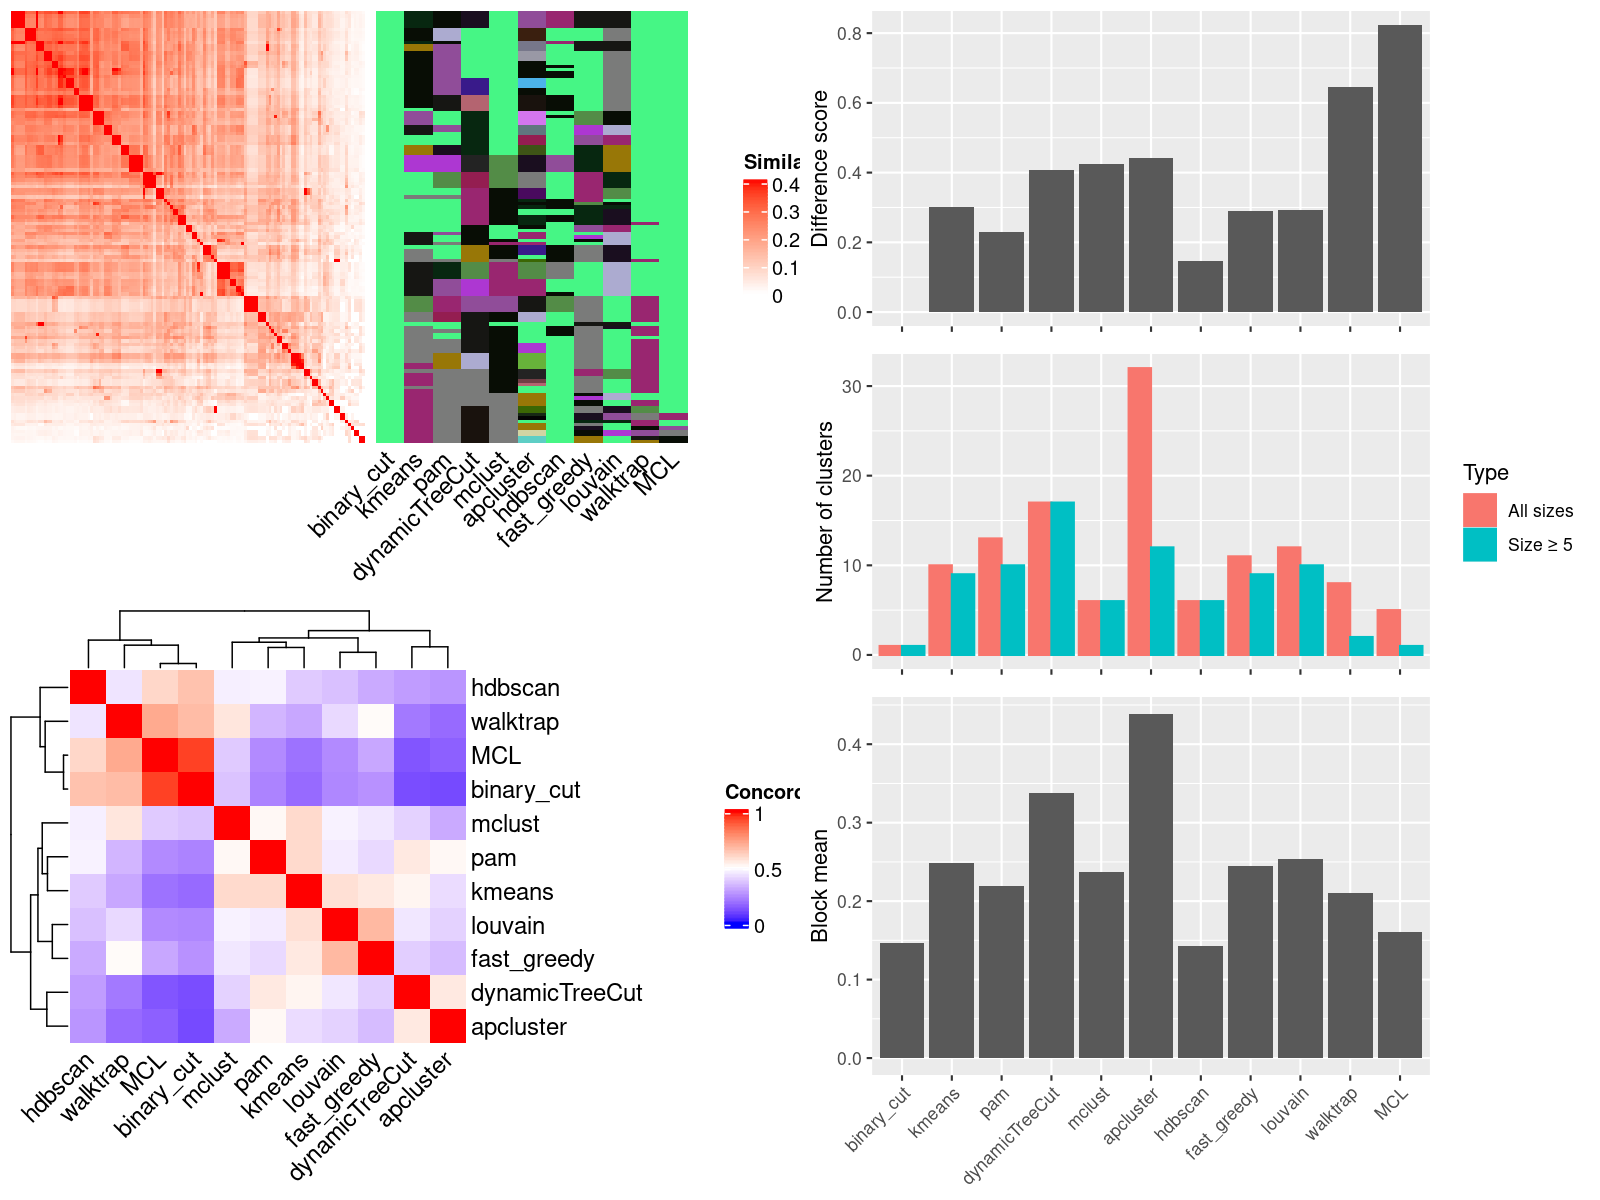 Simila
0.4
0.3
0.2
0.1
0
binary_cut
kmeans
pam
dynamicTreeCut
mclust
apcluster
hdbscan
fast_greedy
louvain
walktrap
MCL
hdbscan
walktrap
MCL
binary_cut
mclust
pam
kmeans
louvain
fast_greedy
dynamicTreeCut
apcluster
hdbscan
walktrap
MCL
binary_cut
mclust
pam
kmeans
louvain
fast_greedy
dynamicTreeCut
apcluster
Concord
1
0.5
0
Difference score
0.8
0.6
0.4
0.2
0.0
Number of clusters
30
20
10
0
Type
All sizes
Size ≥ 5
Block mean
0.4
0.3
0.2
0.1
0.0
binary_cut
kmeans
pam
dynamicTreeCut
mclust
apcluster
hdbscan
fast_greedy
louvain
walktrap
MCL